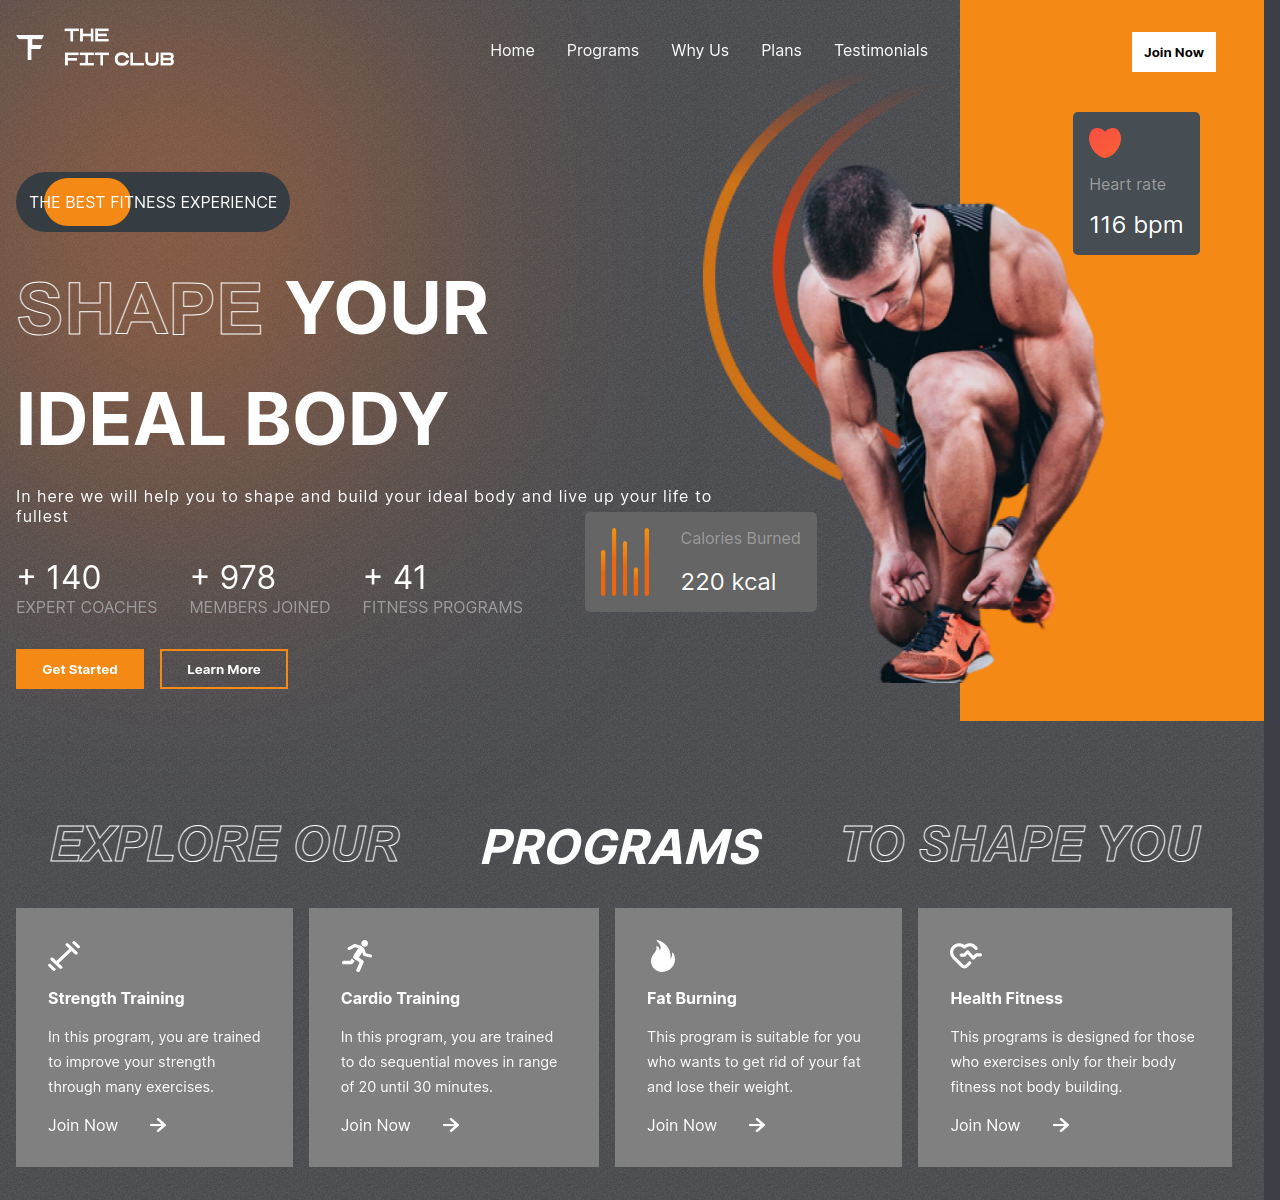 THE
FIT CLUB
Home Programs Why Us Plans Testimonials
Join Now
Heart rate
116 bpm
THE BEST FITNESS EXPERIENCE
SHAPE YOUR
IDEAL BODY
In here we will help you to shape and build your ideal body and live up your life to
fullest
Calories Burned
220 kcal
+ 140 + 978 + 41
EXPERT COACHES MEMBERS JOINED FITNESS PROGRAMS
Get Started Learn More
EXPLORE OUR PROGRAMS TO SHAPE YOU
Strength Training
In this program, you are trained
to improve your strength
through many exercises.
Join Now
Cardio Training
In this program, you are trained
to do sequential moves in range
of 20 until 30 minutes.
Join Now
Fat Burning
This program is suitable for you
who wants to get rid of your fat
and lose their weight.
Join Now
Health Fitness
This programs is designed for those
who exercises only for their body
fitness not body building.
Join Now